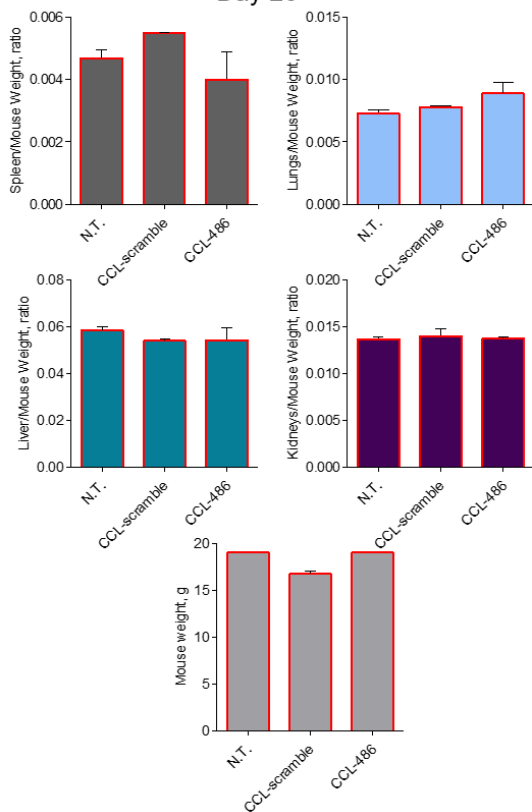 0.006
0.004
0.002
0.000
Spleen/Mouse Weight, ratio
N.T.
CCL-scramble
CCL-486
0.015
0.010
0.005
0.000
Lungs/Mouse Weight, ratio
N.T.
CCL-scramble
CCL-486
0.08
0.06
0.04
0.02
0.00
Liver/Mouse Weight, ratio
N.T.
CCL-scramble
CCL-486
0.020
0.015
0.010
0.005
0.000
Kidneys/Mouse Weight, ratio
N.T.
CCL-scramble
CCL-486
20
15
10
5
0
Mouse weight, g
N.T.
CCL-scramble
CCL-486